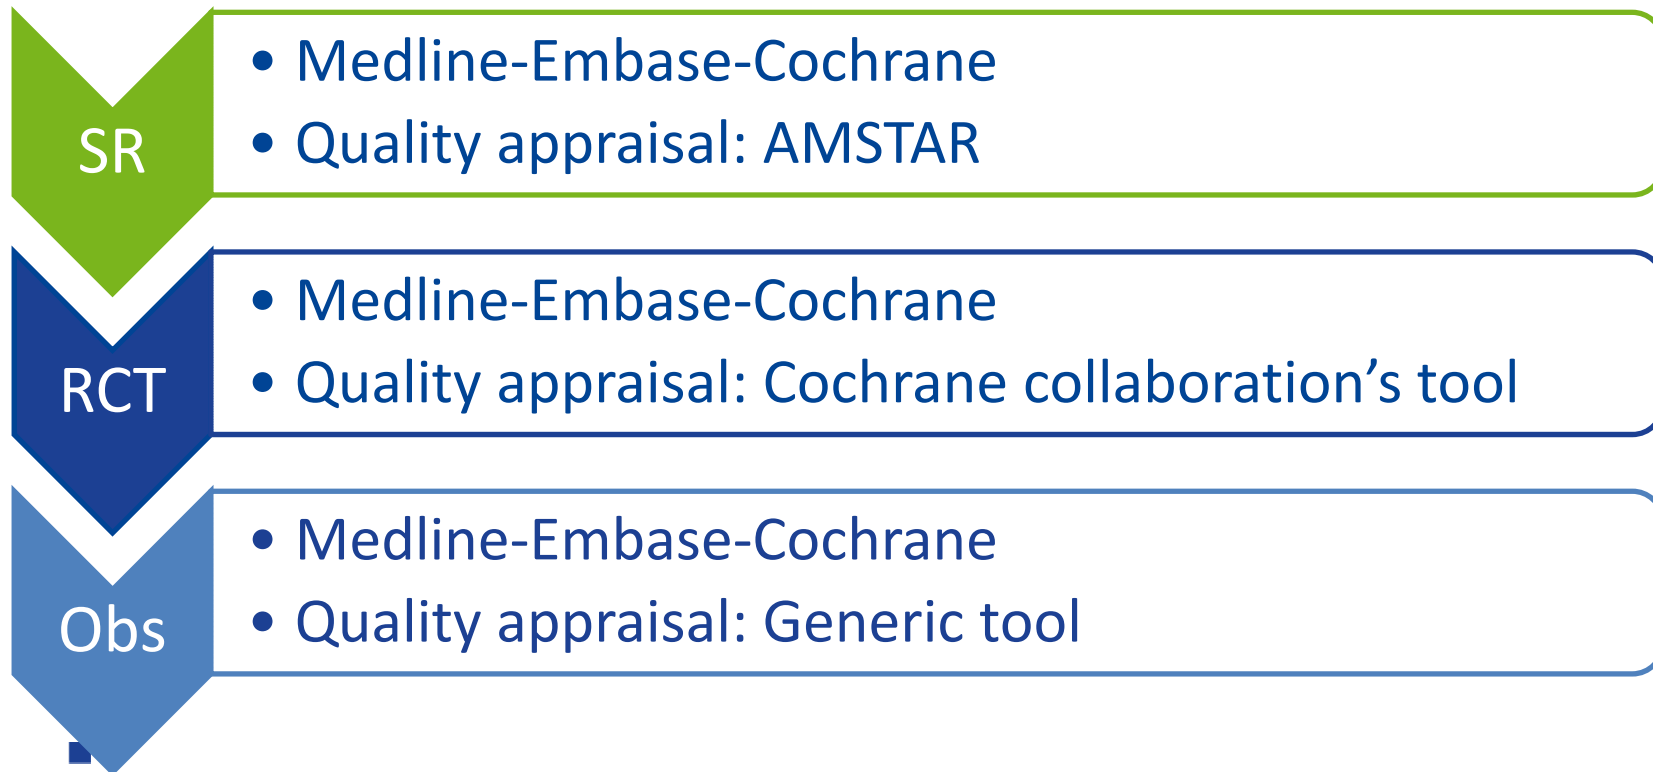 SR
• Medline-Embase-Cochrane
• Quality appraisal: AMSTAR
RCT
• Medline-Embase-Cochrane
• Quality appraisal: Cochrane collaboration’s tool
Obs
• Medline-Embase-Cochrane
• Quality appraisal: Generic tool